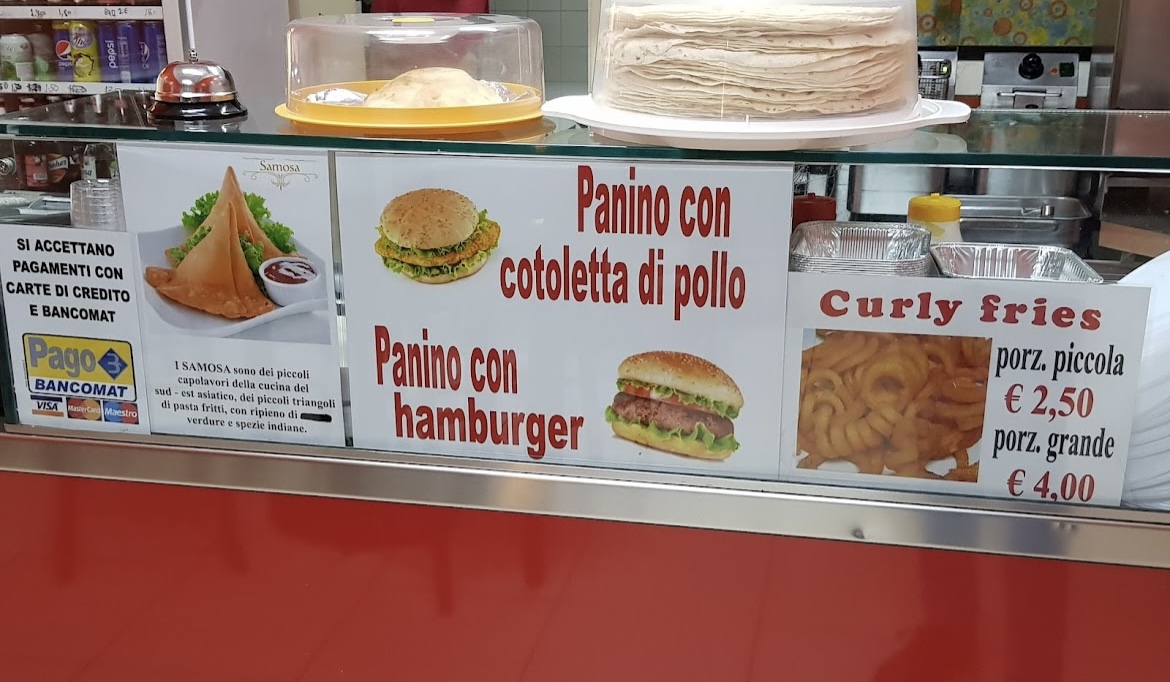 pepsi
SI ACCETTANO
PAGAMENTI CON
CARTE DI CREDITO
E BANCOMAT
Pago
BANCOMAT
VISA MasterCard Maestro
Samosa
I SAMOSA sono dei piccoli
capolavori della cucina del
sud - est asiatico, dei piccoli triangoli
di pasta fritti, con ripieno di
verdure e spezie indiane.
Panino con
cotoletta di pollo
Panino con
hamburger
Curly fries
porz. piccola
€ 2,50
porz. grande
€ 4,00